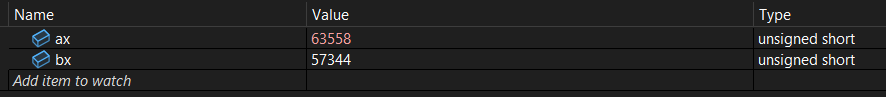 Name Value Type
ax 63558 unsigned short
bx 57344 unsigned short
Add item to watch